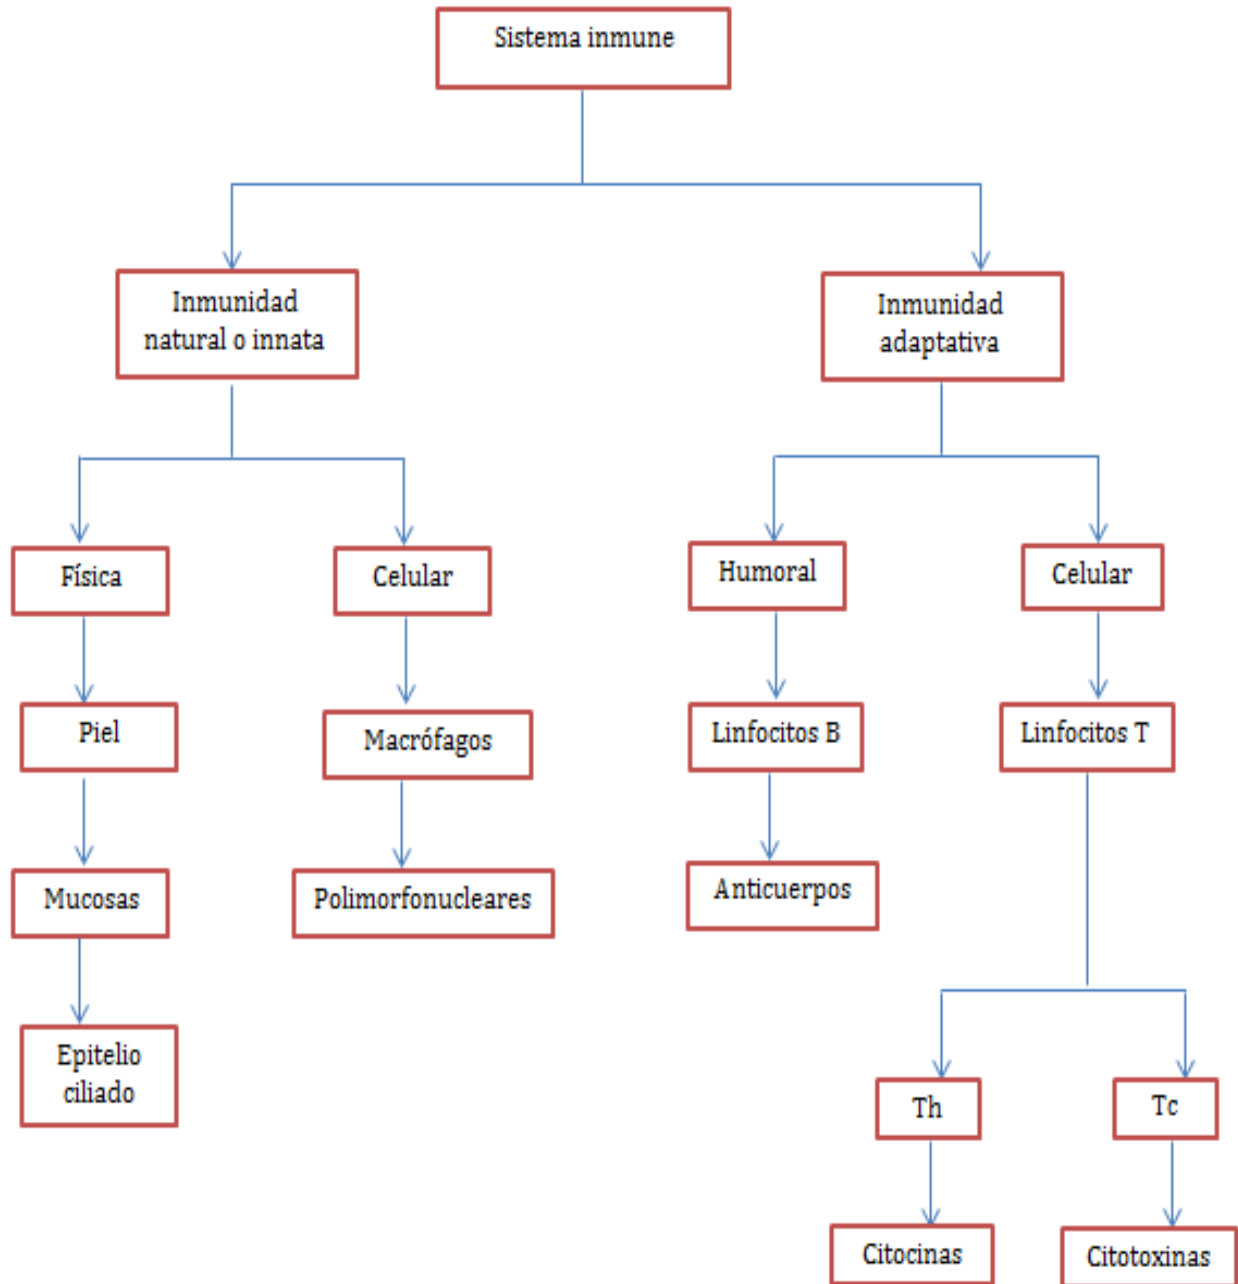 Sistema inmune
Inmunidad
natural o innata
Inmunidad
adaptativa
Física
Celular
Humoral
Celular
Piel
Macrófagos
Linfocitos B
Linfocitos T
Mucosas
Polimorfonucleares
Anticuerpos
Epitelio
ciliado
Th
Tc
Citocinas
Citotoxinas